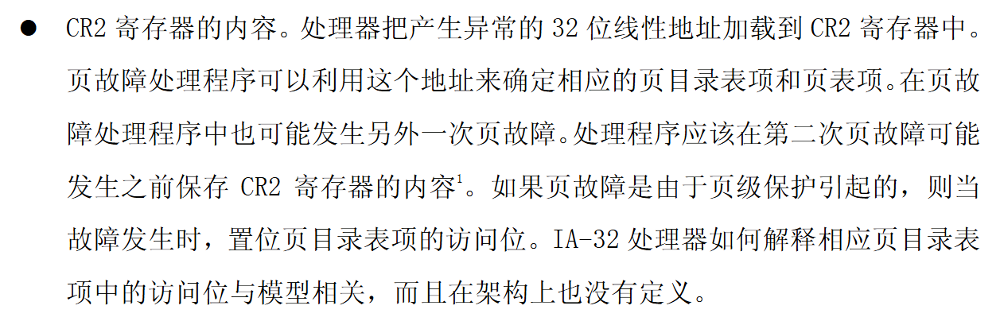 ● CR2 寄存器的内容。处理器把产生异常的 32 位线性地址加载到 CR2 寄存器中。
页故障处理程序可以利用这个地址来确定相应的页目录表项和页表项。在页故
障处理程序中也可能发生另外一次页故障。处理程序应该在第二次页故障可能
发生之前保存 CR2 寄存器的内容¹。如果页故障是由于页级保护引起的，则当
故障发生时，置位页目录表项的访问位。IA-32 处理器如何解释相应页目录表
项中的访问位与模型相关，而且在架构上也没有定义。